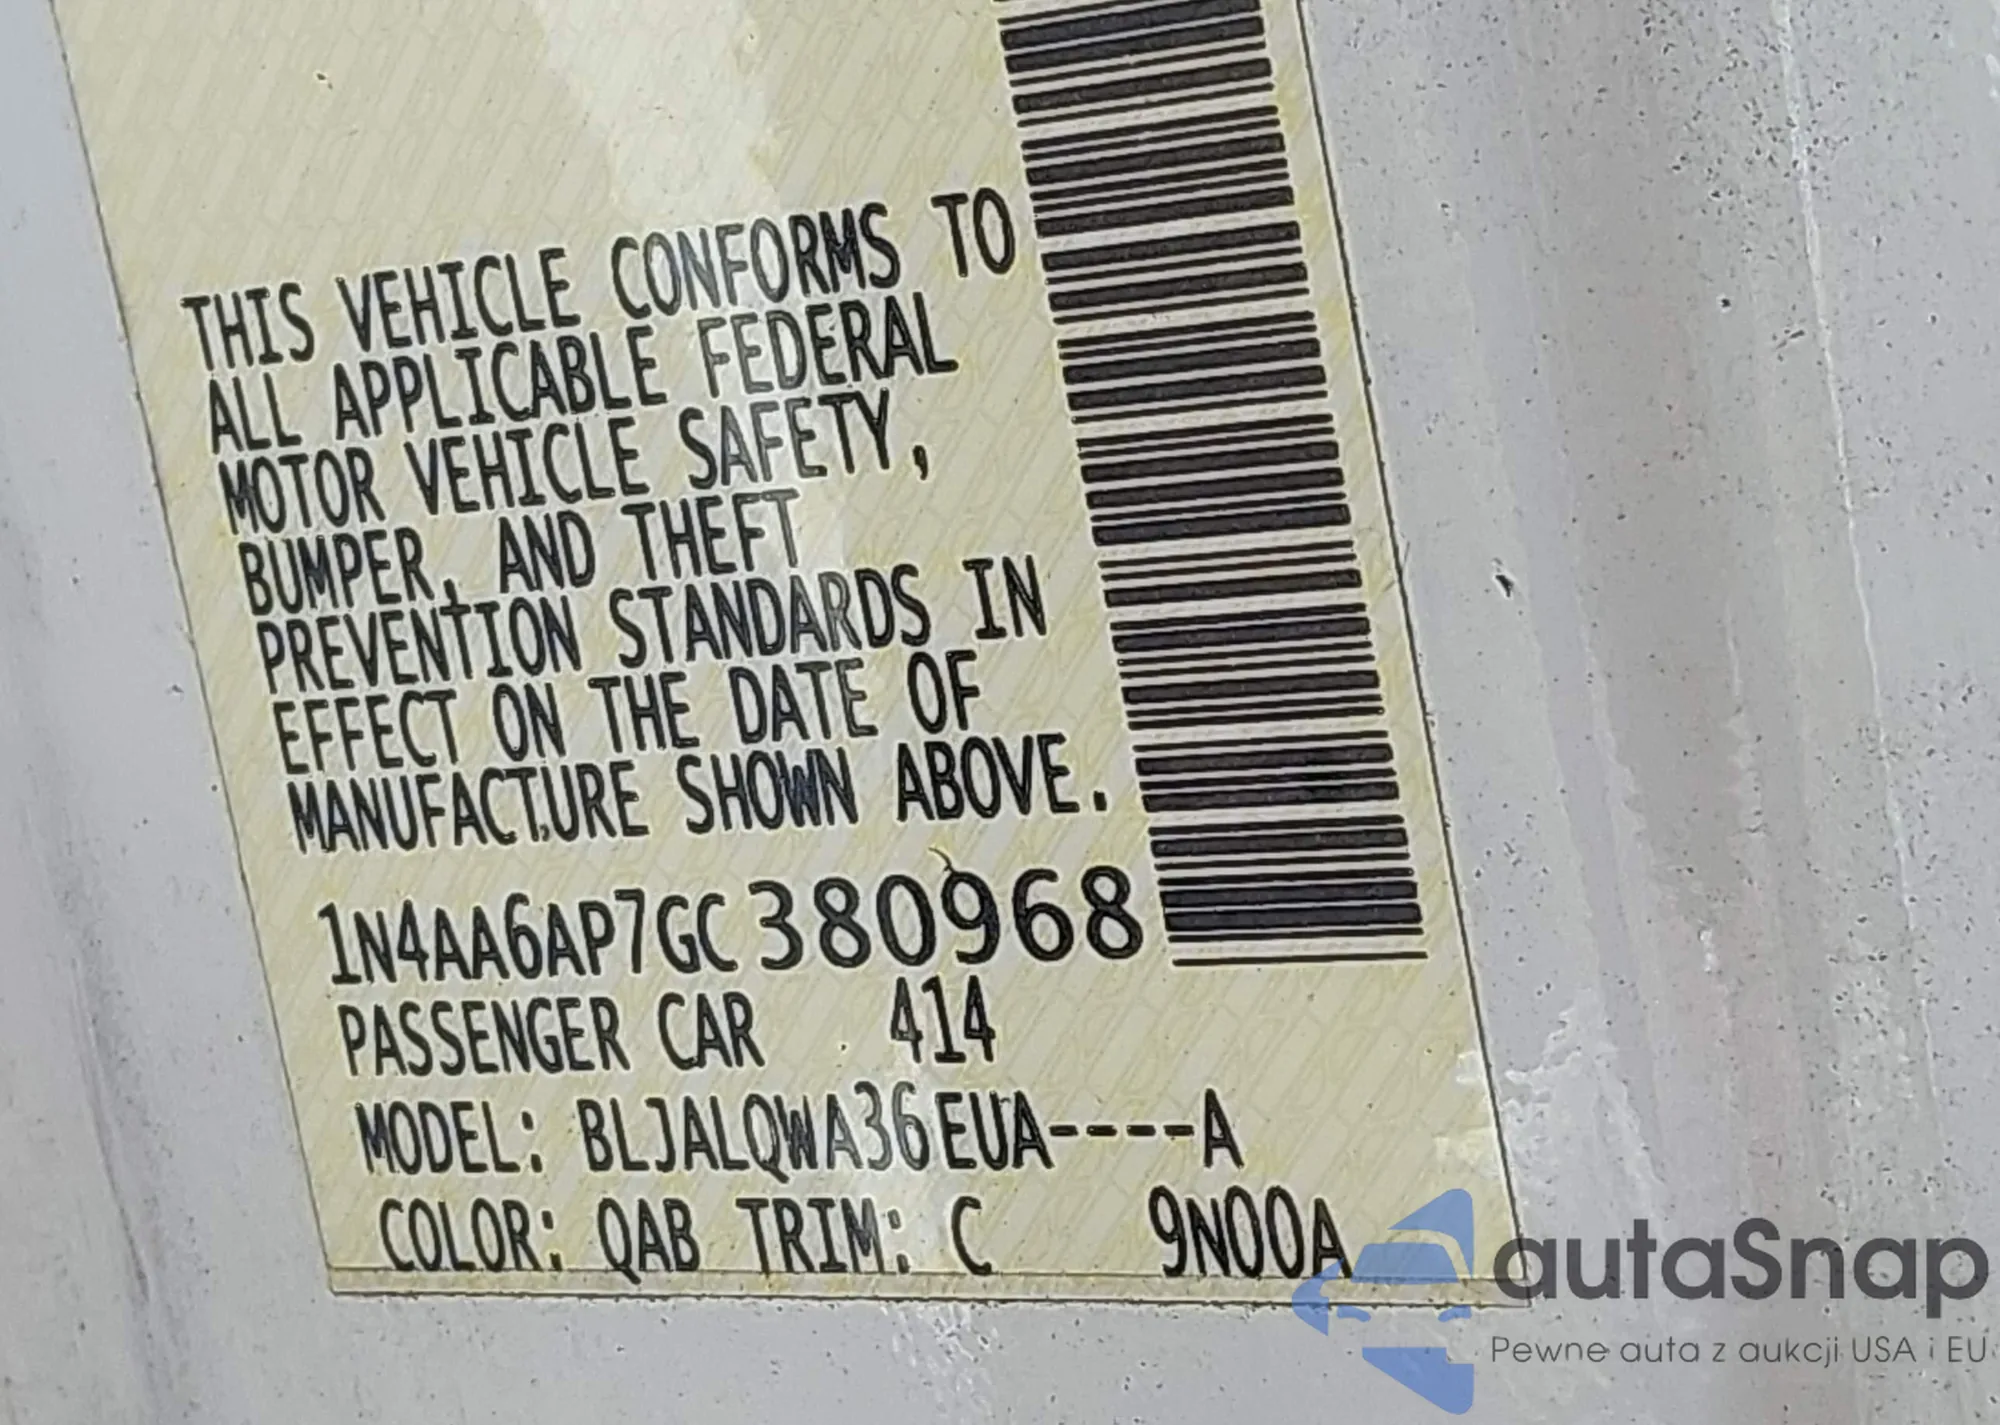 THIS VEHICLE CONFORMS TO
ALL APPLICABLE FEDERAL
MOTOR VEHICLE SAFETY,
BUMPER, AND THEFT
PREVENTION STANDARDS IN
EFFECT ON THE DATE OF
MANUFACTURE SHOWN ABOVE.
1N4AA6AP7GC380968
PASSENGER CAR 414
MODEL: BLJALQWA36EUA----A
COLOR: QAB TRIM: C 9N00A
autaSnap
Pewne auta z aukcji USA i EU